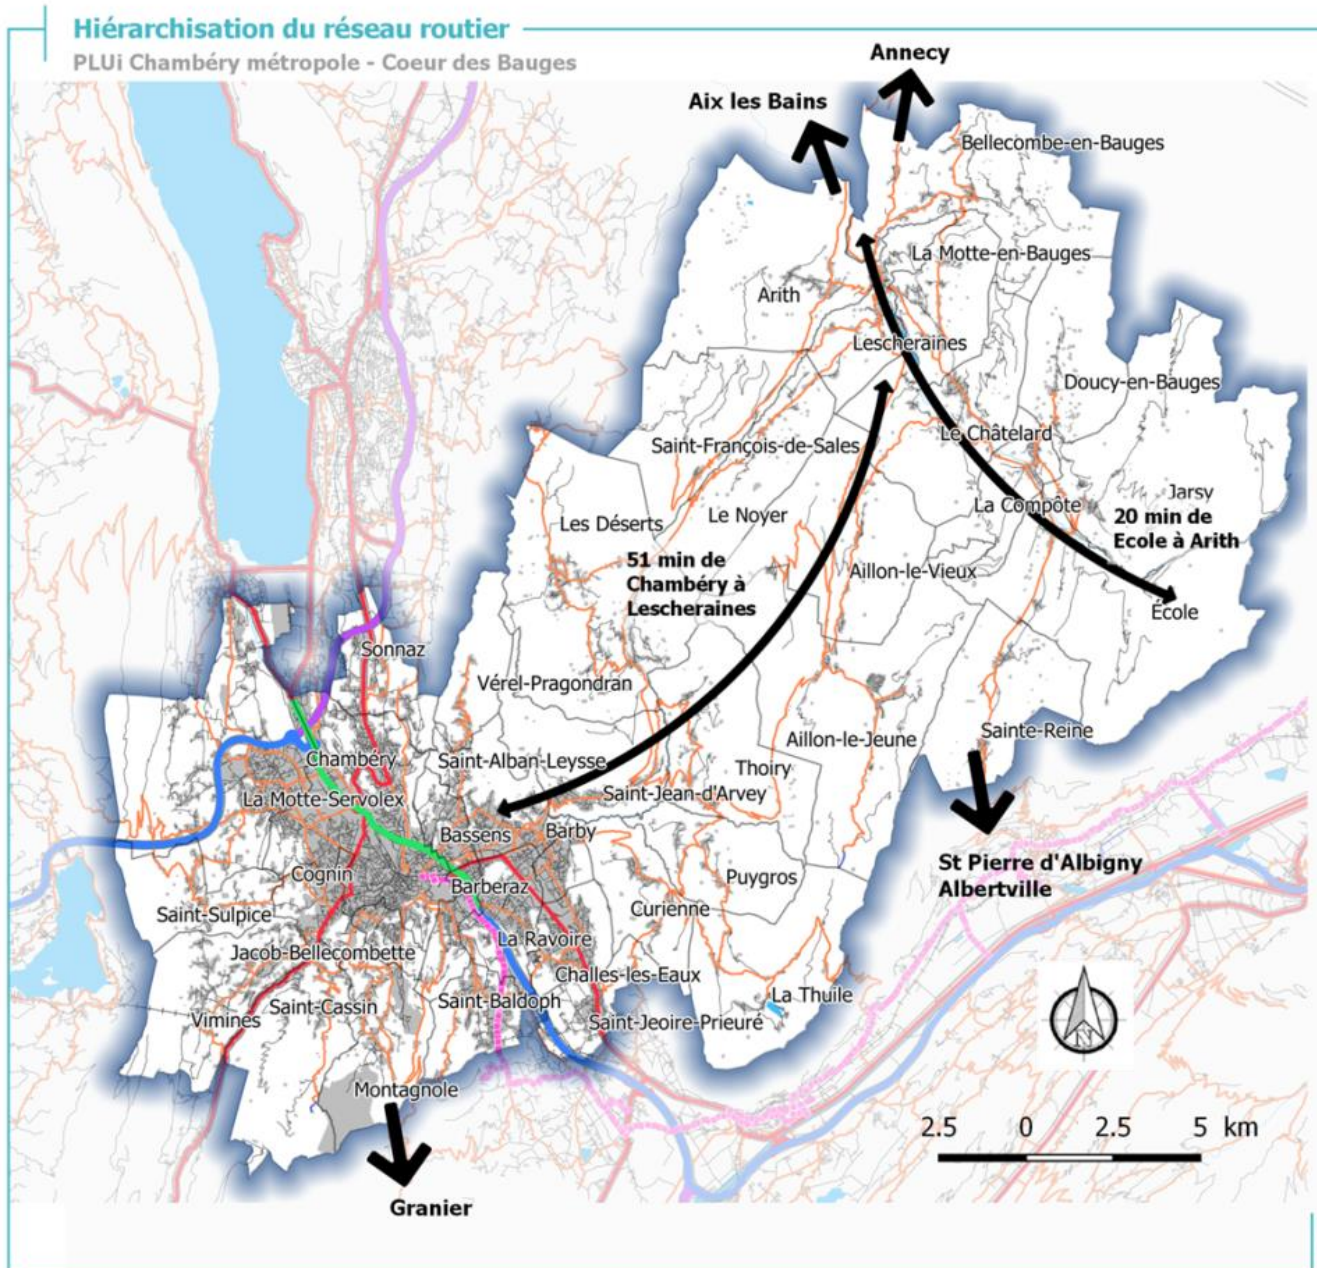 Hiérarchisation du réseau routier
PLUi Chambéry métropole - Coeur des Bauges
Annecy
Aix les Bains
Bellecombe-en-Bauges
La Motte-en-Bauges
Arith
Lescheraines
Doucy-en-Bauges
Le Châtelard
Saint-François-de-Sales
La Compôte
Jarsy
Les Déserts
Le Noyer
20 min de
Ecole à Arith
51 min de
Chambéry à
Lescheraines
Aillon-le-Vieux
École
Sonnaz
Vérel-Pragondran
Sainte-Reine
Aillon-le-Jeune
Chambéry
Saint-Alban-Leysse
Thoiry
La Motte-Servolex
Saint-Jean-d'Arvey
Bassens
Barby
St Pierre d'Albigny
Albertville
Cognin
Barberaz
Puygros
Saint-Sulpice
Curienne
La Ravoire
Jacob-Bellecombette
Challes-les-Eaux
La Thuile
Saint-Cassin
Saint-Baldoph
Vimines
Saint-Jeoire-Prieuré
Montagnole
N
2.5 0 2.5 5 km
Granier